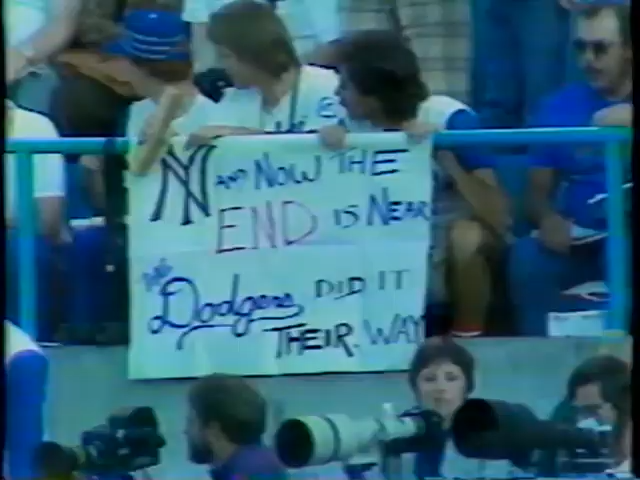 NY AND NOW THE
END IS NEAR
THE
Dodgers DID IT
THEIR WAY